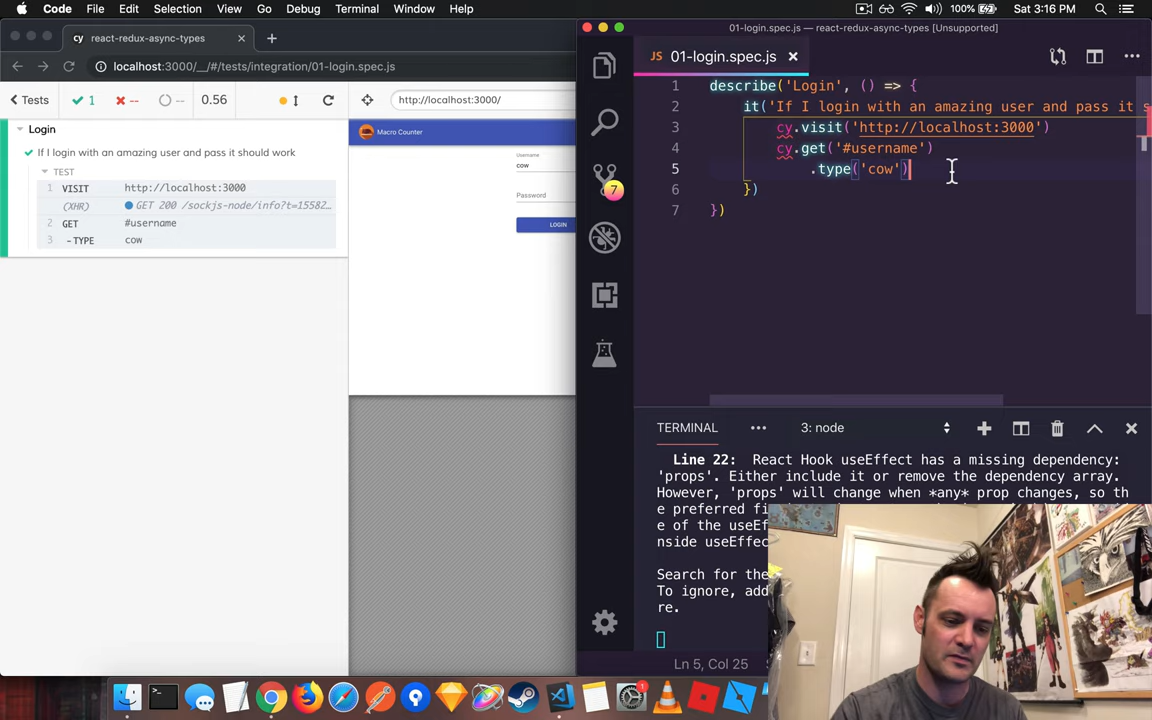 Code File Edit Selection View Go Debug Terminal Window Help 100% Sat 3:16 PM
cy react-redux-async-types
localhost:3000/__/#/tests/integration/01-login.spec.js
Tests 1 -- -- 0.56 http://localhost:3000/
Login
If I login with an amazing user and pass it should work
TEST
1 VISIT http://localhost:3000
(XHR) GET 200 /sockjs-node/info?t=15582...
2 GET #username
3 -TYPE cow
Macro Counter
Username
cow
Password
LOGIN
01-login.spec.js — react-redux-async-types [Unsupported]
JS 01-login.spec.js
7
1 describe('Login', () => {
2 it('If I login with an amazing user and pass it s
3 cy.visit('http://localhost:3000')
4 cy.get('#username')
5 .type('cow')
6 })
7 })
TERMINAL ... 3: node
Line 22: React Hook useEffect has a missing dependency:
'props'. Either include it or remove the dependency array.
However, 'props' will change when *any* prop changes, so th
e preferred fi
e of the useEf
nside useEffec
Search for the
To ignore, add
re.
Ln 5, Col 25
1